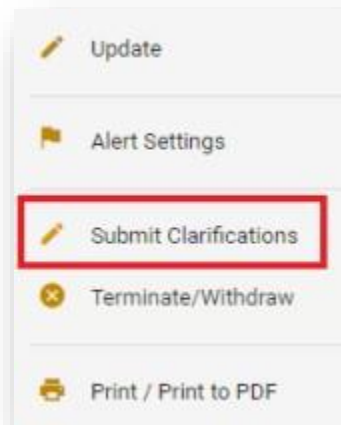 Update
Alert Settings
Submit Clarifications
Terminate/Withdraw
Print / Print to PDF